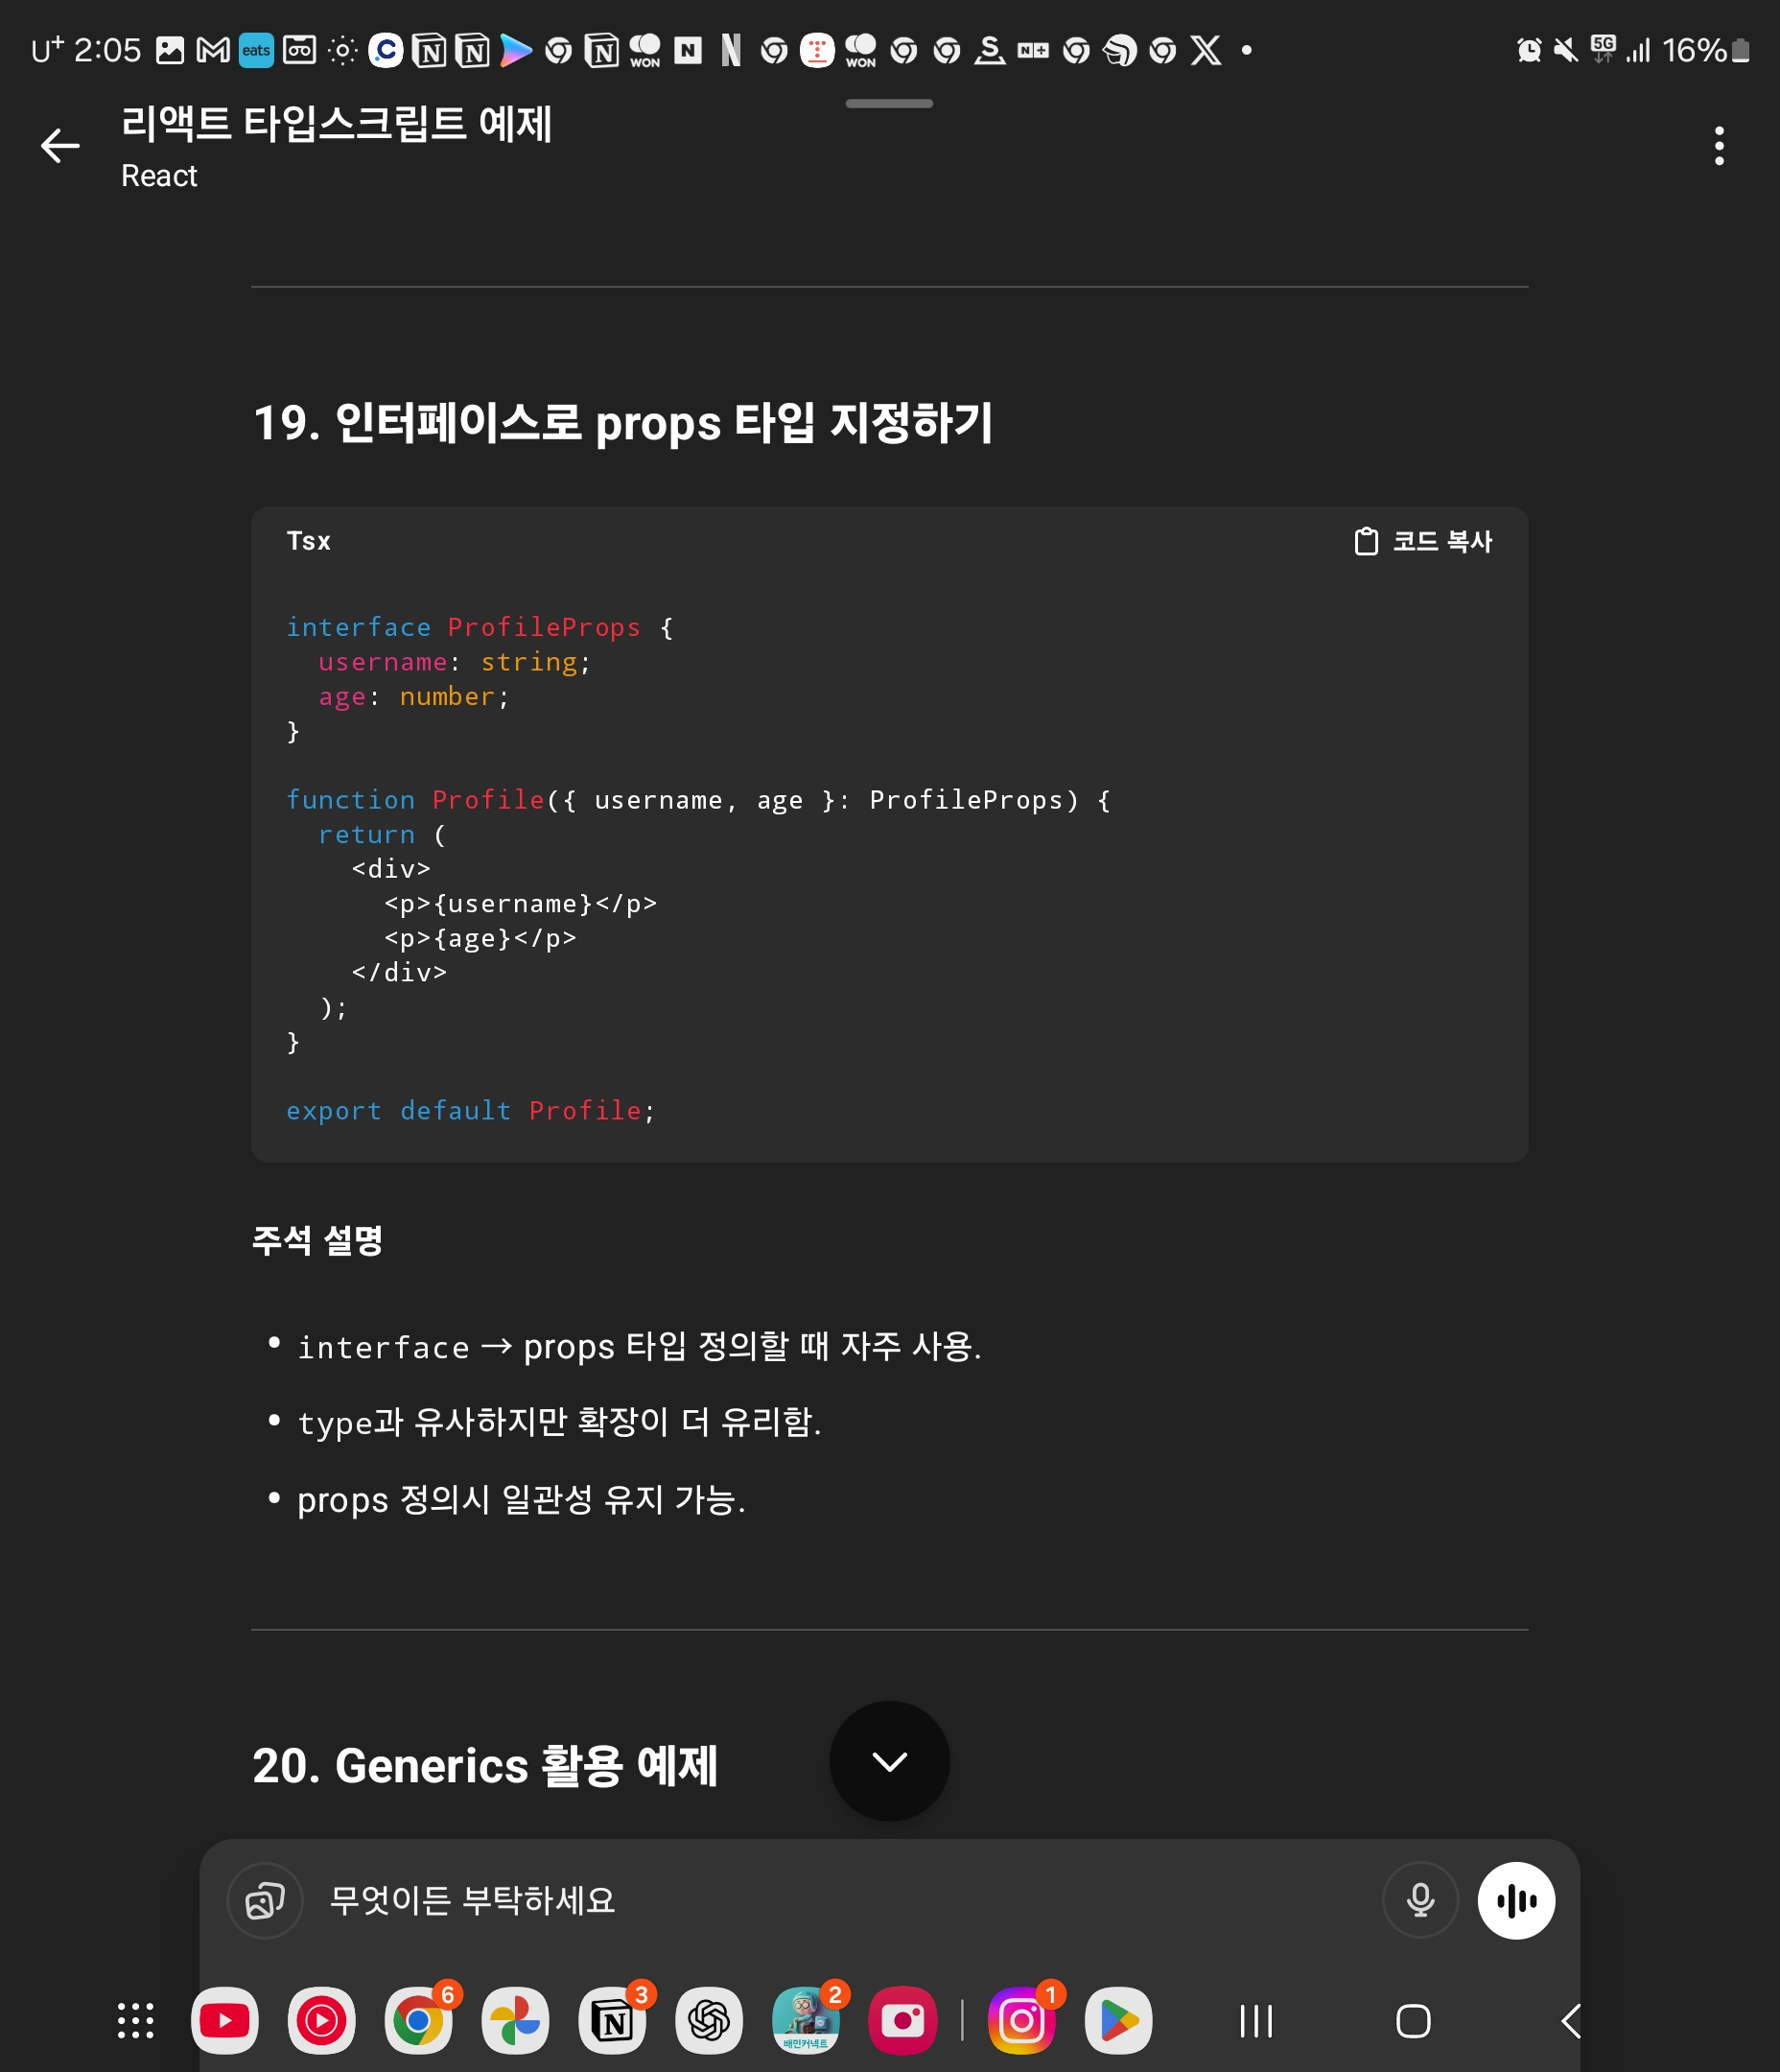 U+ 2:05 eats WON WON N+ 5G 16%
리액트 타입스크립트 예제
React
19. 인터페이스로 props 타입 지정하기
Tsx 코드 복사
interface ProfileProps {
  username: string;
  age: number;
}
function Profile({ username, age }: ProfileProps) {
  return (
    <div>
      <p>{username}</p>
      <p>{age}</p>
    </div>
  );
}
export default Profile;
주석 설명
• interface → props 타입 정의할 때 자주 사용.
• type과 유사하지만 확장이 더 유리함.
• props 정의시 일관성 유지 가능.
20. Generics 활용 예제
무엇이든 부탁하세요
6 3 2 1
배민커넥트